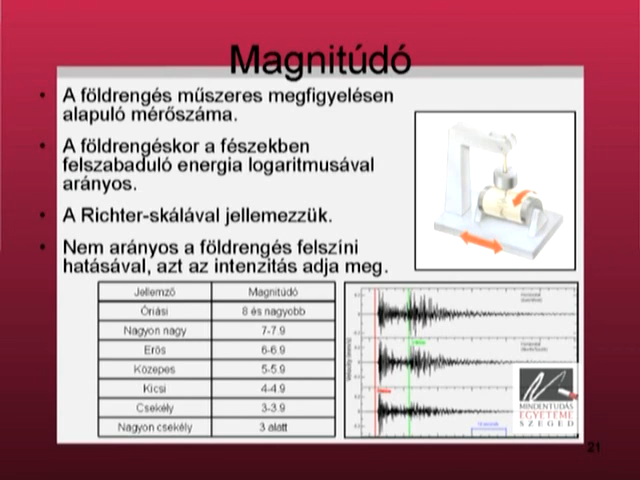 Magnitúdó
• A földrengés műszeres megfigyelésen
alapuló mérőszáma.
• A földrengéskor a fészekben
felszabaduló energia logaritmusával
arányos.
• A Richter-skálával jellemezzük.
• Nem arányos a földrengés felszíni
hatásával, azt az intenzitás adja meg.
Jellemző Magnitúdó
Óriási 8 és nagyobb
Nagyon nagy 7-7.9
Erős 6-6.9
Közepes 5-5.9
Kicsi 4-4.9
Csekély 3-3.9
Nagyon csekély 3 alatt
MINDENTUDÁS
EGYETEME
SZEGED
21